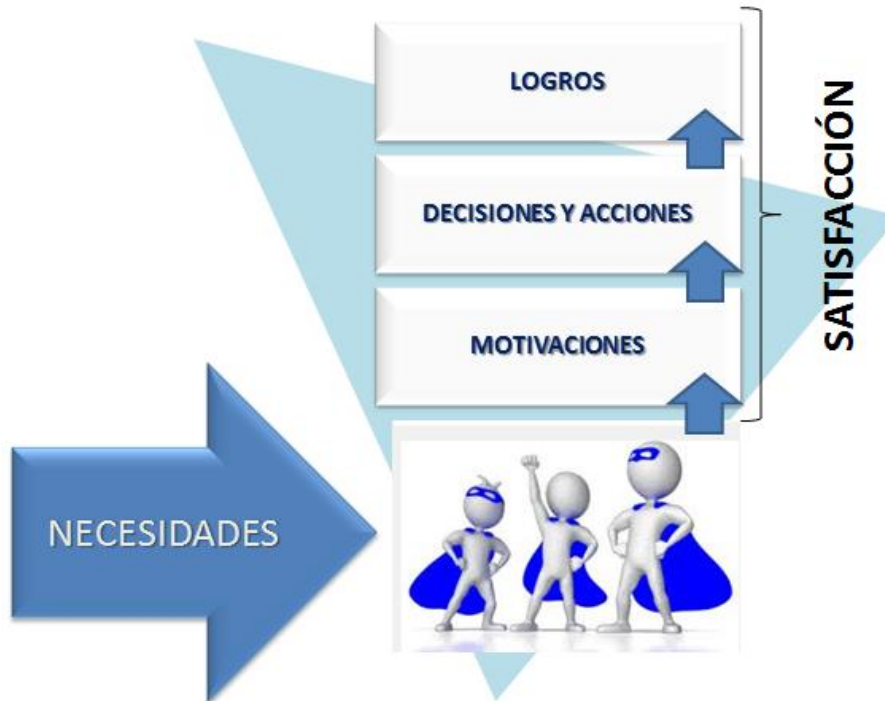 LOGROS
DECISIONES Y ACCIONES
MOTIVACIONES
SATISFACCIÓN
NECESIDADES